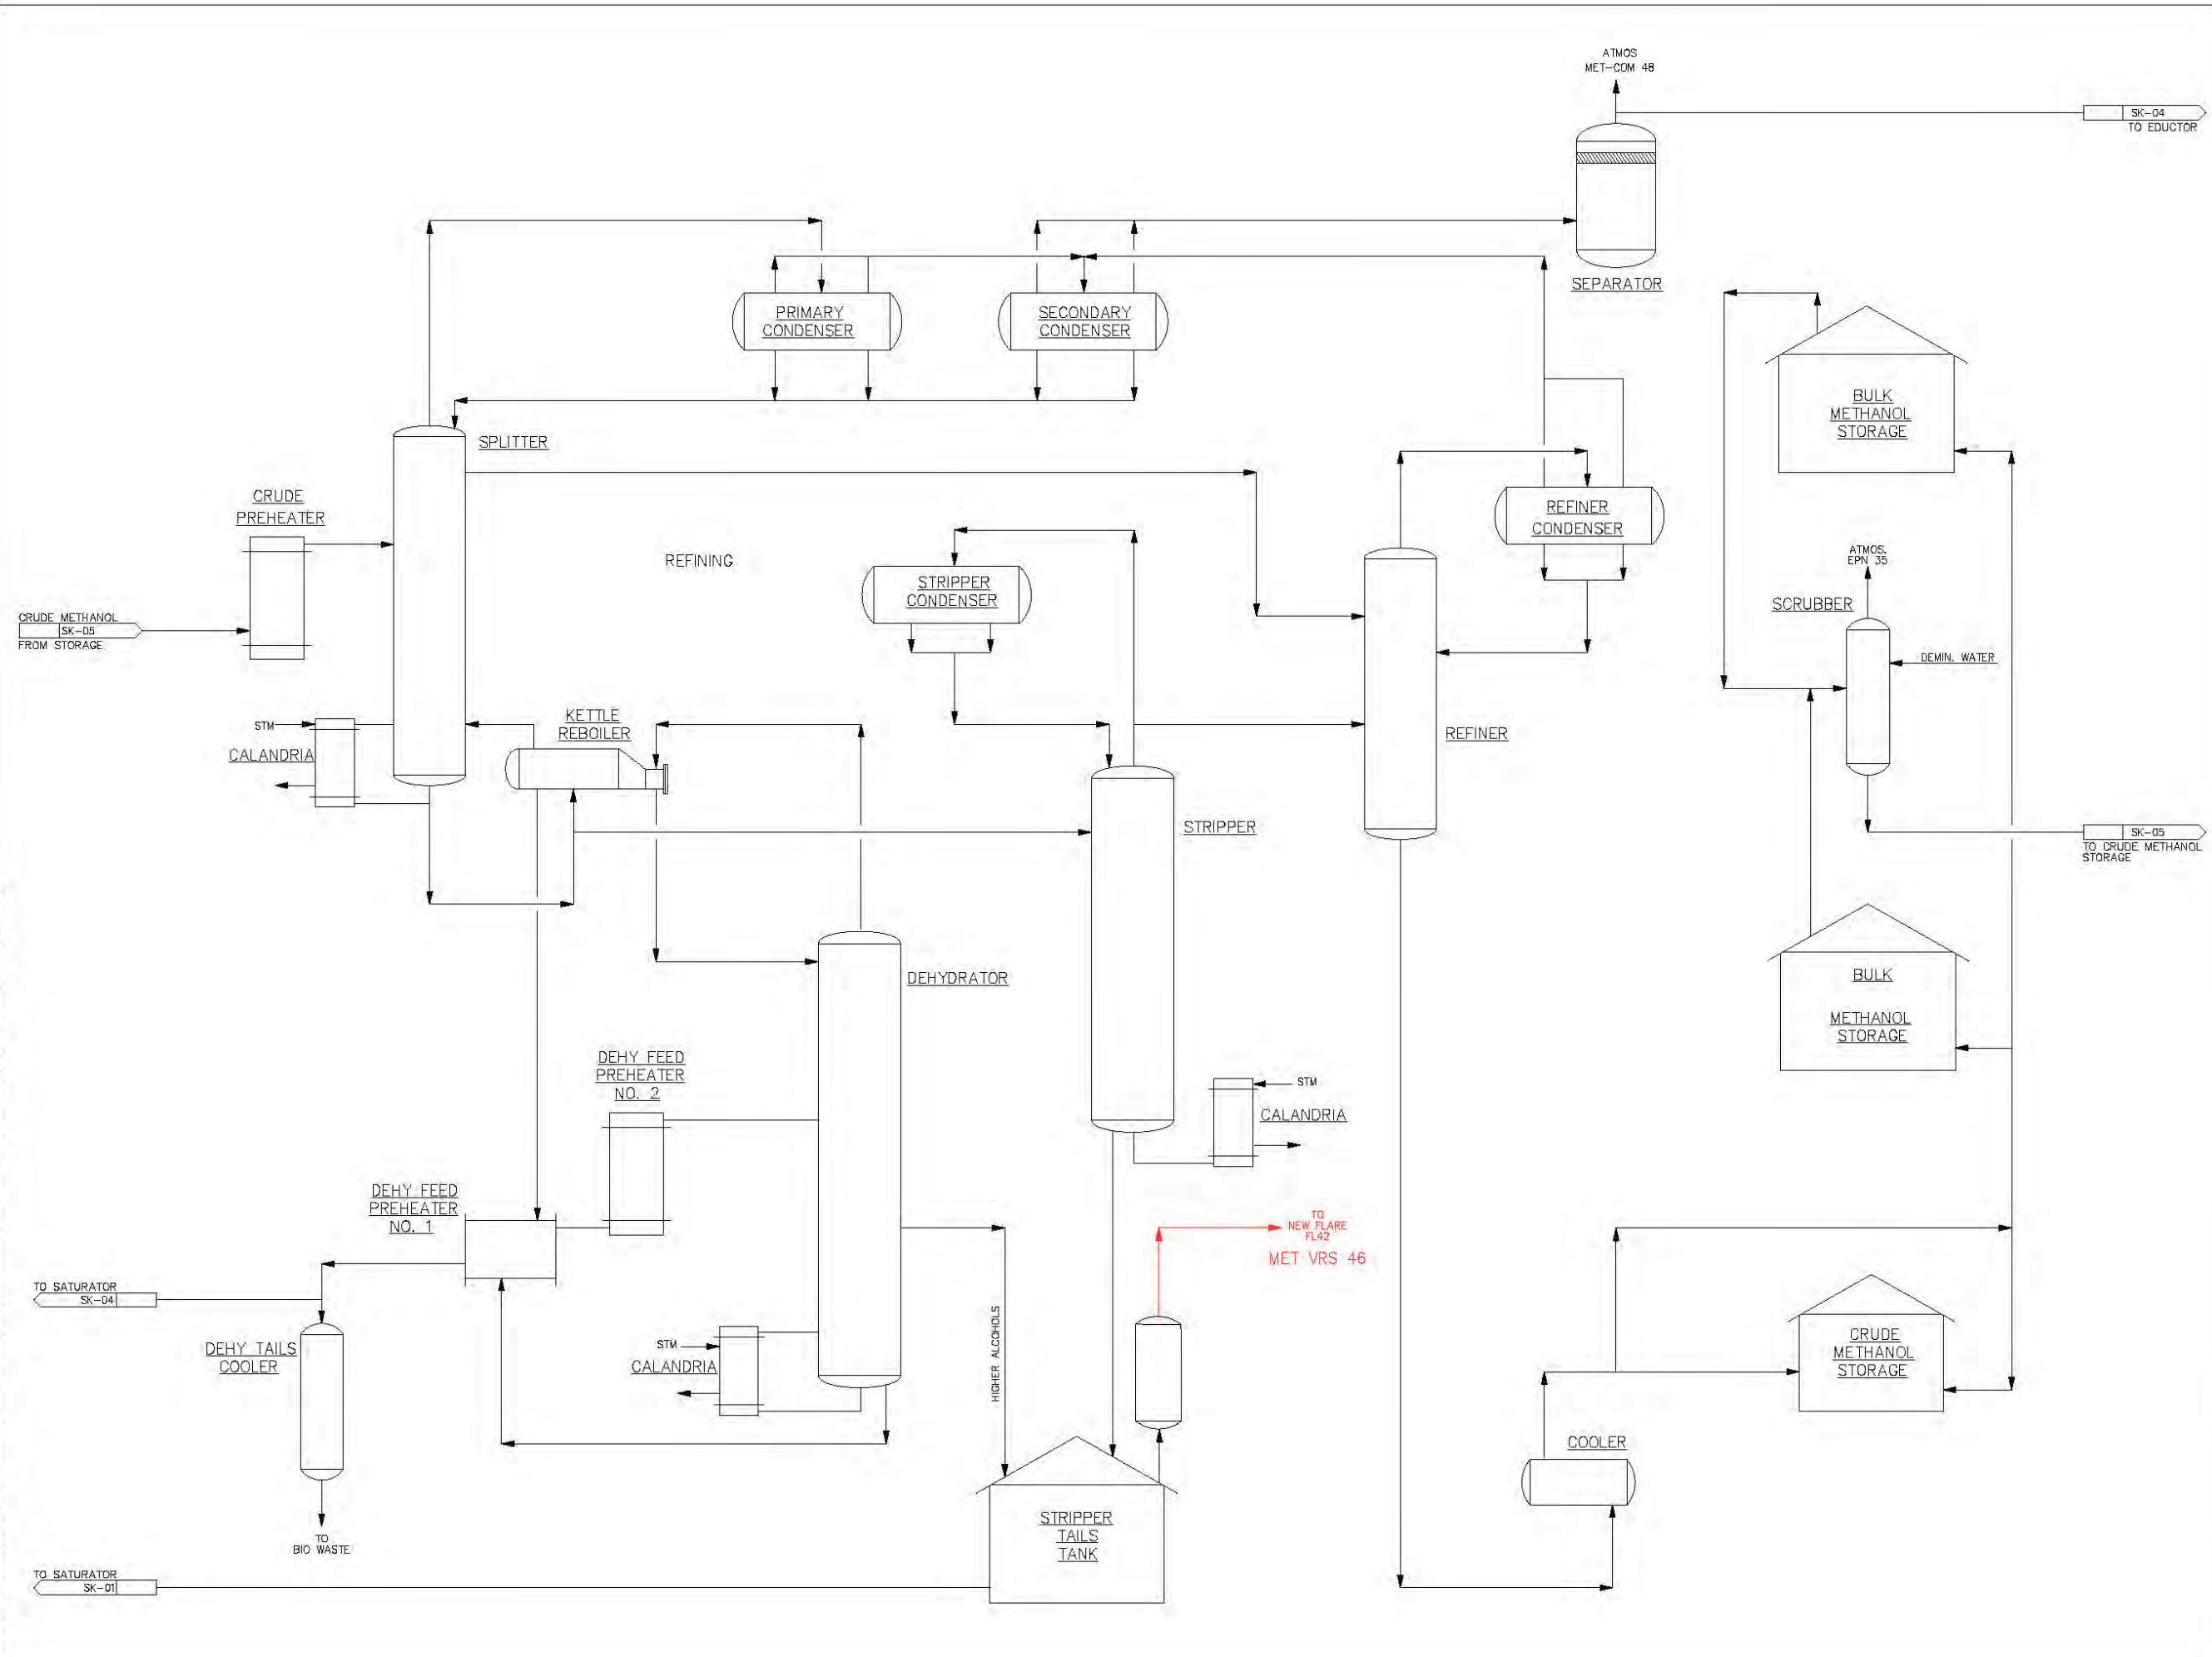 ATMOS
MET-COM 48
SK-04
TO EDUCTOR
SEPARATOR
PRIMARY
CONDENSER
SECONDARY
CONDENSER
BULK
METHANOL
STORAGE
SPLITTER
CRUDE
PREHEATER
REFINER
CONDENSER
REFINING
ATMOS.
EPN 35
STRIPPER
CONDENSER
SCRUBBER
CRUDE METHANOL
SK-05
FROM STORAGE
DEMIN. WATER
STM
KETTLE
REBOILER
CALANDRIA
REFINER
STRIPPER
SK-05
TO CRUDE METHANOL
STORAGE
DEHYDRATOR
BULK
METHANOL
STORAGE
DEHY FEED
PREHEATER
NO. 2
STM
CALANDRIA
DEHY FEED
PREHEATER
NO. 1
TO
NEW FLARE
FL42
MET VRS 46
TO SATURATOR
SK-04
DEHY TAILS
COOLER
STM
CALANDRIA
HIGHER ALCOHOLS
CRUDE
METHANOL
STORAGE
COOLER
STRIPPER
TAILS
TANK
TO
BIO WASTE
TO SATURATOR
SK-01